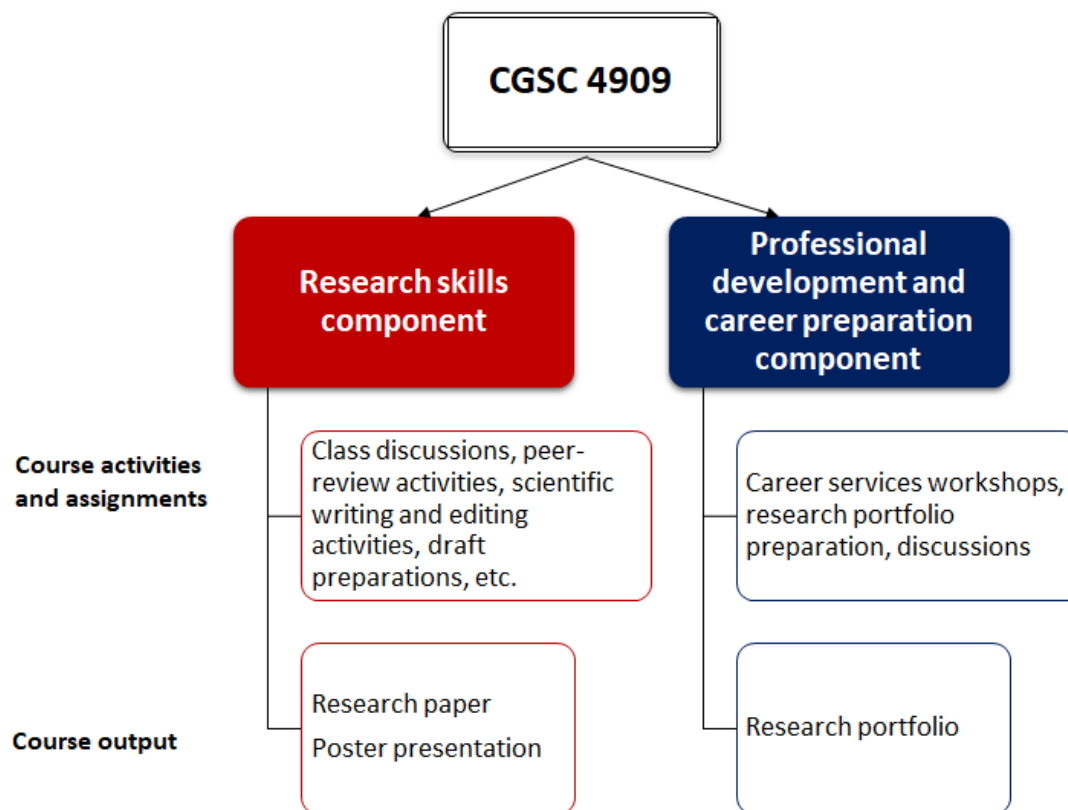 CGSC 4909
Research skills
component
Professional
development and
career preparation
component
Course activities
and assignments
Class discussions, peer-
review activities, scientific
writing and editing
activities, draft
preparations, etc.
Career services workshops,
research portfolio
preparation, discussions
Course output
Research paper
Poster presentation
Research portfolio